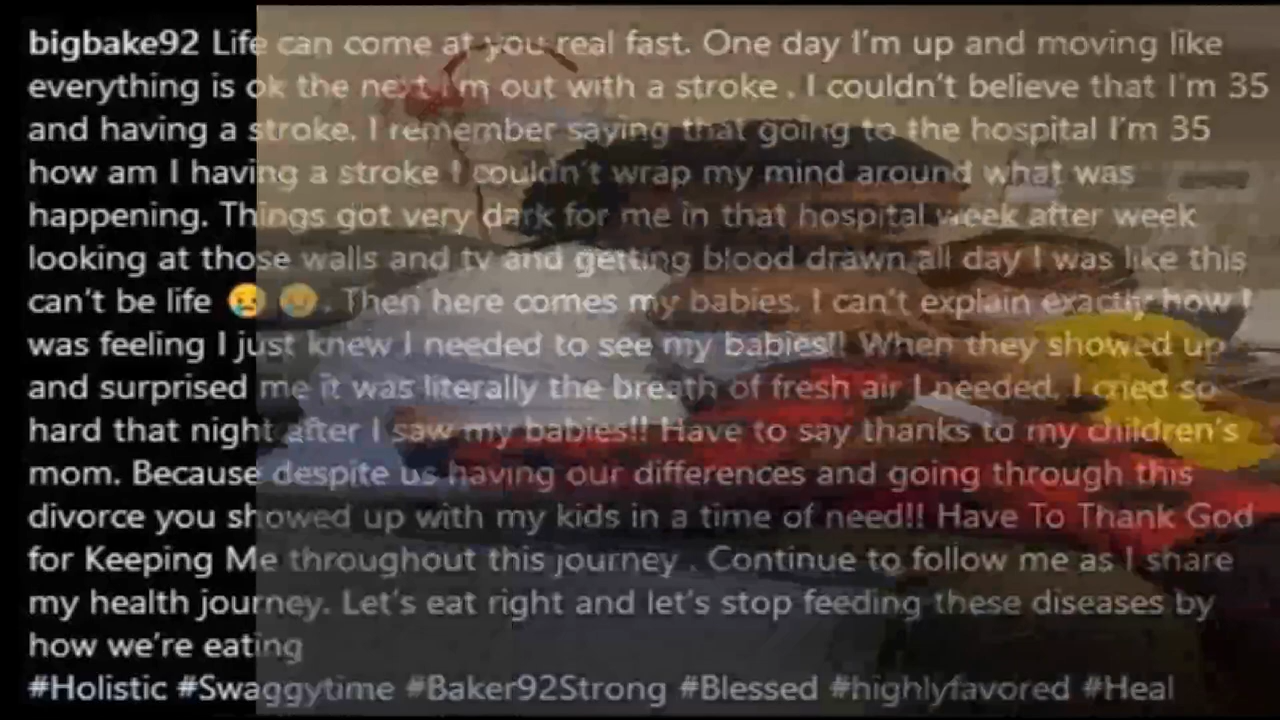 bigbake92 Life can come at you real fast. One day I'm up and moving like
everything is ok the next i'm out with a stroke . I couldn't believe that I'm 35
and having a stroke. I remember saying that going to the hospital I'm 35
how am I having a stroke I couldn't wrap my mind around what was
happening. Things got very dark for me in that hospital week after week
looking at those walls and tv and getting blood drawn all day I was like this
can't be life 😢 😢. Then here comes my babies. I can't explain exactly how I
was feeling I just knew I needed to see my babies!! When they showed up
and surprised me it was literally the breath of fresh air I needed. I cried so
hard that night after I saw my babies!! Have to say thanks to my children's
mom. Because despite us having our differences and going through this
divorce you showed up with my kids in a time of need!! Have To Thank God
for Keeping Me throughout this journey . Continue to follow me as I share
my health journey. Let's eat right and let's stop feeding these diseases by
how we're eating
#Holistic #Swaggytime #Baker92Strong #Blessed #highlyfavored #Heal